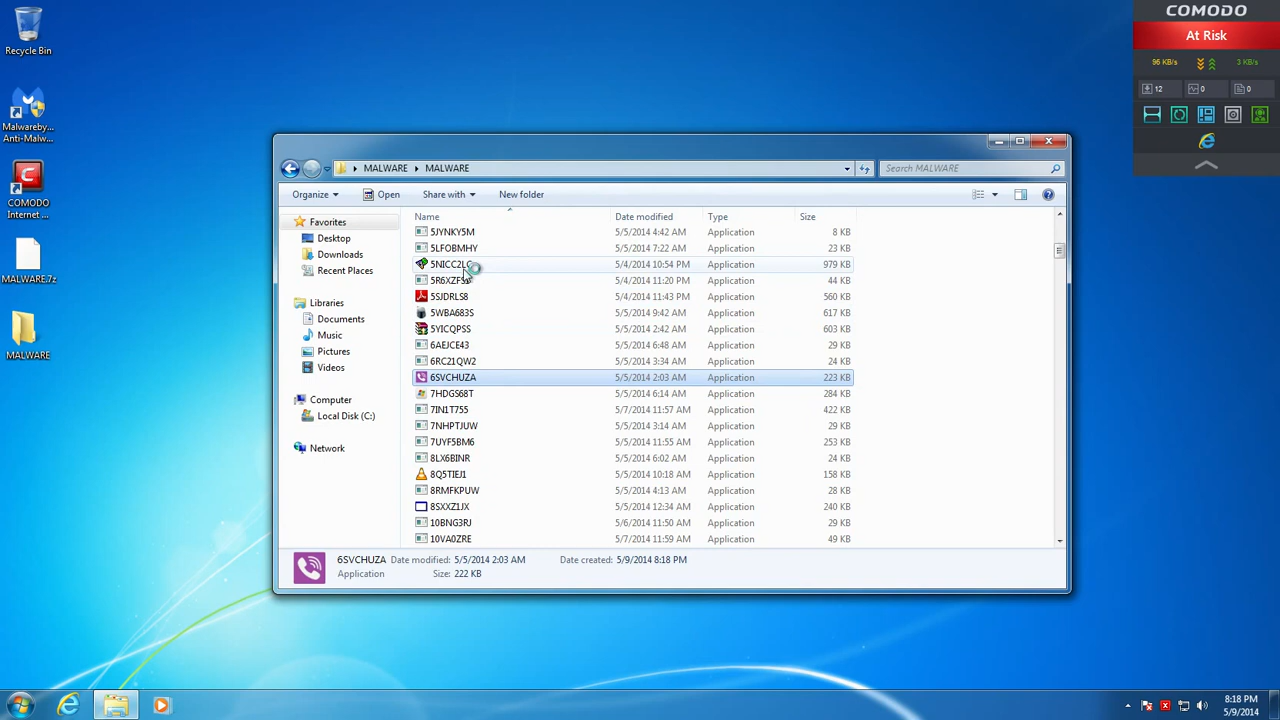 Recycle Bin
Malwareby...
Anti-Malw...
COMODO
Internet ...
MALWARE.7z
MALWARE
COMODO
At Risk
96 KB/s
3 KB/s
12
0
0
MALWARE
MALWARE
Search MALWARE
Organize
Open
Share with
New folder
Favorites
Desktop
Downloads
Recent Places
Libraries
Documents
Music
Pictures
Videos
Computer
Local Disk (C:)
Network
Name Date modified Type Size
5JYNKY5M 5/5/2014 4:42 AM Application 8 KB
5LFOBMHY 5/5/2014 7:22 AM Application 23 KB
5/4/2014 10:54 PM Application 979 KB
5/4/2014 11:20 PM Application 44 KB
5SJDRLS8 5/4/2014 11:43 PM Application 560 KB
5WBA683S 5/5/2014 9:42 AM Application 617 KB
5YICQPSS 5/5/2014 2:42 AM Application 603 KB
6AEJCE43 5/5/2014 6:48 AM Application 29 KB
6RC21QW2 5/5/2014 3:34 AM Application 24 KB
6SVCHUZA 5/5/2014 2:03 AM Application 223 KB
7HDGS68T 5/5/2014 6:14 AM Application 284 KB
7IN1T755 5/7/2014 11:57 AM Application 422 KB
7NHPTJUW 5/5/2014 3:14 AM Application 29 KB
7UYF5BM6 5/7/2014 11:55 AM Application 253 KB
8LX6BINR 5/5/2014 6:02 AM Application 24 KB
8Q5TIEJ1 5/5/2014 10:18 AM Application 158 KB
8RMFKPUW 5/5/2014 4:13 AM Application 28 KB
8SXXZ1JX 5/5/2014 12:34 AM Application 240 KB
10BNG3RJ 5/6/2014 11:50 AM Application 29 KB
10VA0ZRE 5/7/2014 11:59 AM Application 49 KB
6SVCHUZA Date modified: 5/5/2014 2:03 AM Date created: 5/9/2014 8:18 PM
Application Size: 222 KB
8:18 PM
5/9/2014